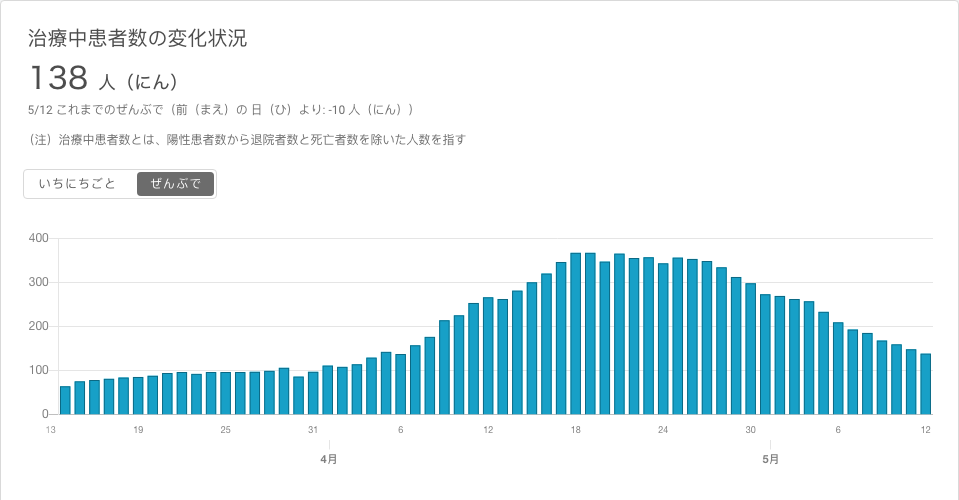 治療中患者数の変化状況
138 人（にん）
5/12 これまでのぜんぶで（前（まえ）の 日（ひ）より: -10 人（にん））
（注）治療中患者数とは、陽性患者数から退院者数と死亡者数を除いた人数を指す
いちにちごと ぜんぶで
400
300
200
100
0
13 19 25 31 6 12 18 24 30 6 12
4月 5月